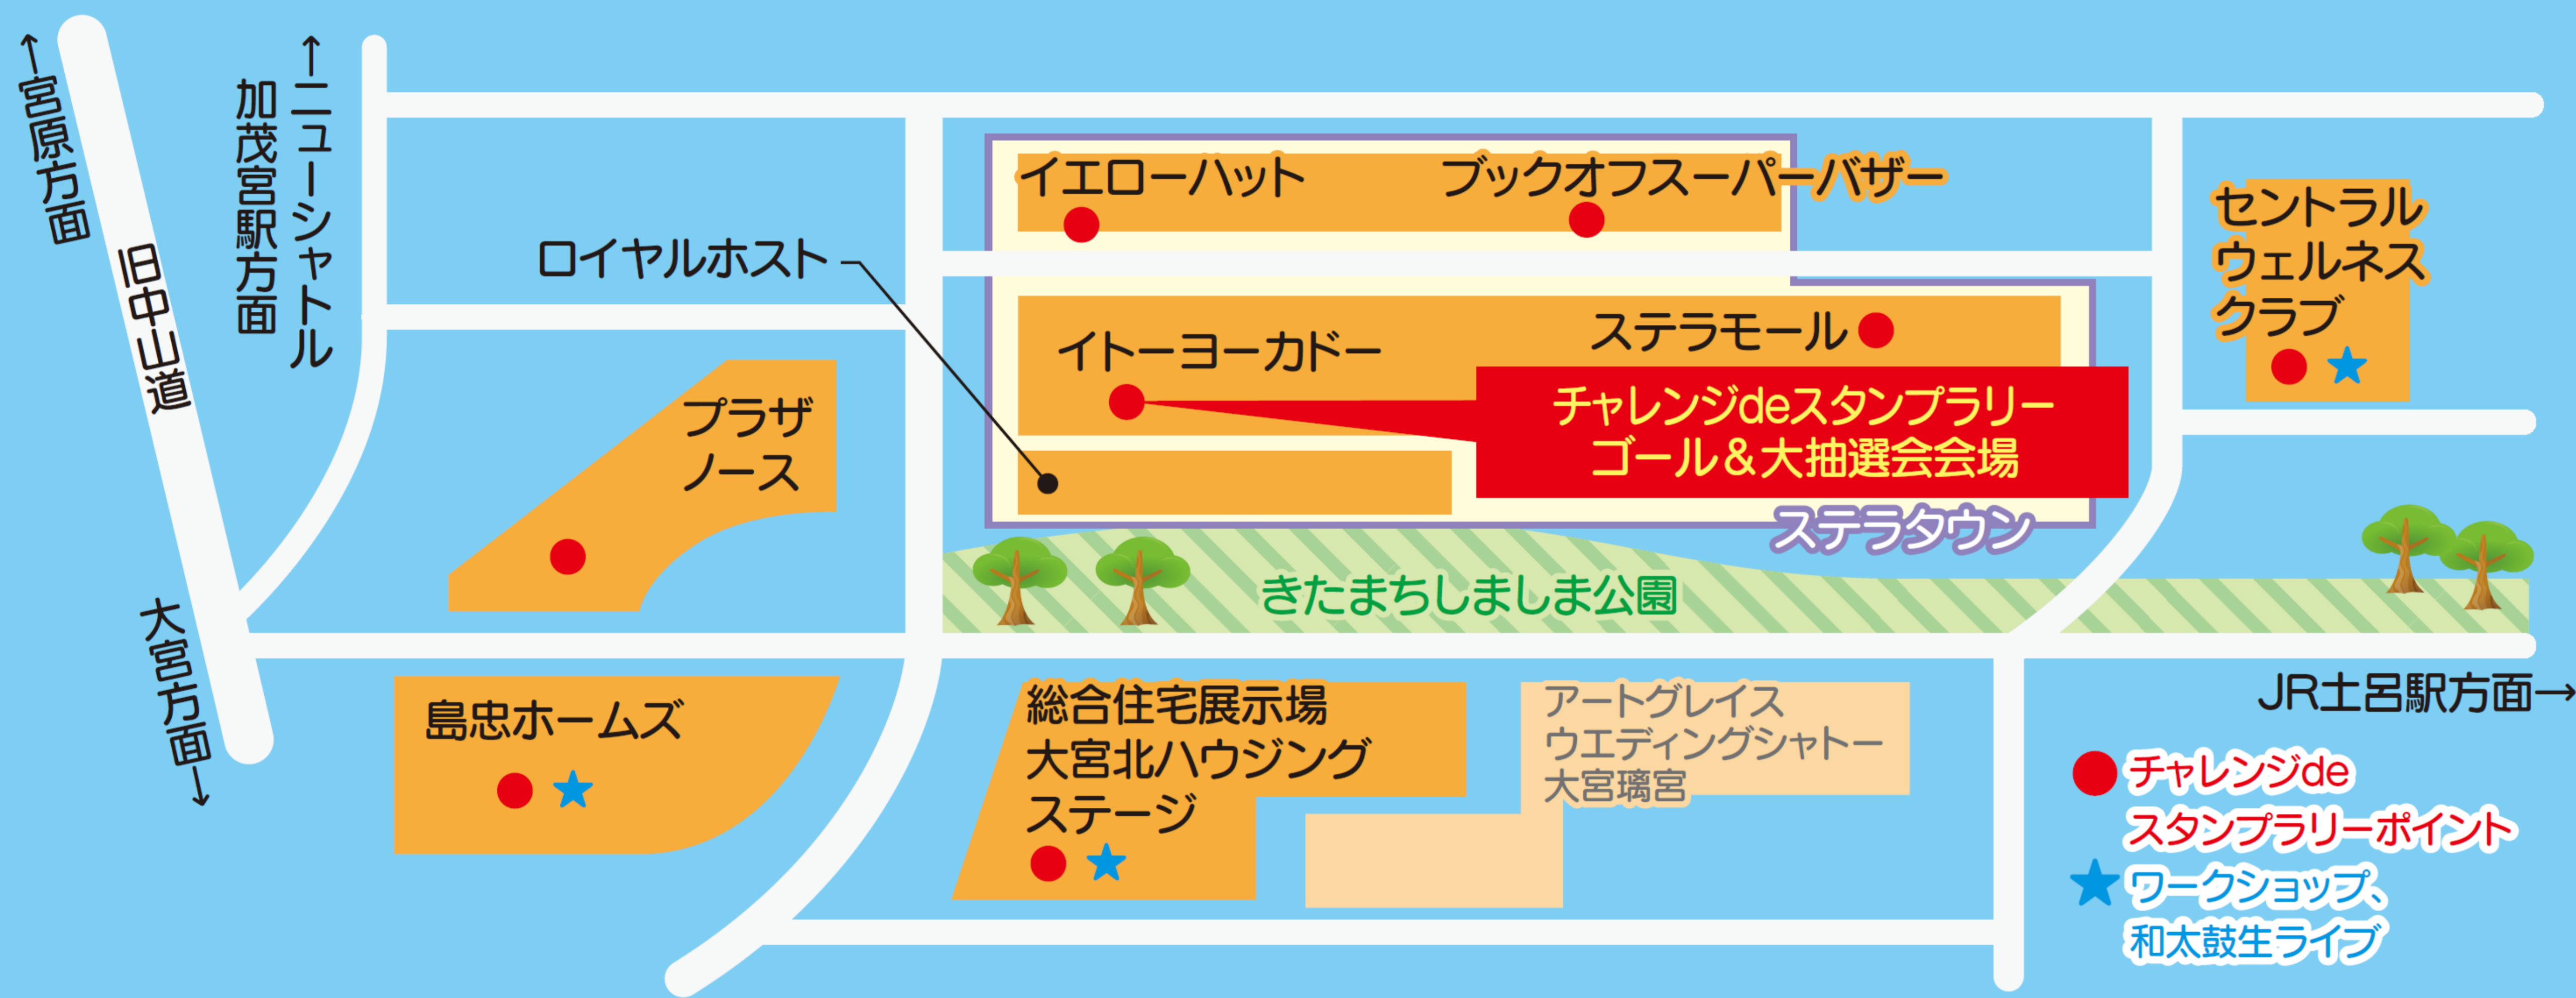 ←宮原方面
←ニューシャトル
加茂宮駅方面
旧中山道
大宮方面→
イエローハット
ブックオフスーパーバザー
セントラル
ウェルネス
クラブ
ロイヤルホスト
イトーヨーカドー
ステラモール
チャレンジdeスタンプラリー
ゴール&大抽選会会場
プラザ
ノース
ステラタウン
きたまちしましま公園
島忠ホームズ
総合住宅展示場
大宮北ハウジング
ステージ
アートグレイス
ウエディングシャトー
大宮璃宮
JR土呂駅方面→
チャレンジde
スタンプラリーポイント
ワークショップ、
和太鼓生ライブ